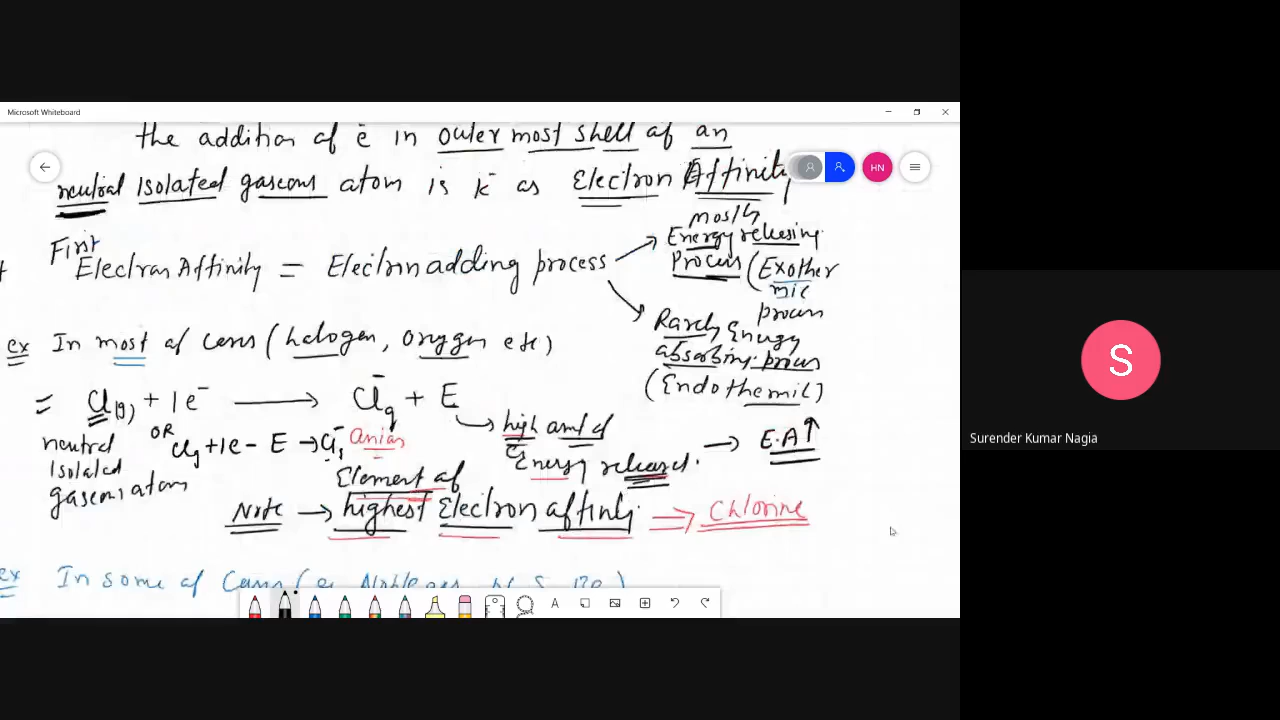 Microsoft Whiteboard
the addition of e̅ in outer most shell of an
neutral Isolated gaseous atom is k⁻ as Electron Affinity
HN
First
Electron Affinity = Electron adding process
mostly
Energy releasing
Process (Exother
mic
process
Rarely Energy
absorbing process
(Endothermic)
ex In most of cases (halogen, oxygen etc)
= Cl(g) + 1e⁻ → Cl⁻g + E
neutral
isolated
gaseous atom
OR Clg + 1e - E → Cl⁻g anion
high amt of
Energy released. → E.A↑
Element of
Note → highest Electron affinity. ⇒ Chlorine
ex In some of Cases (
A
S
Surender Kumar Nagia